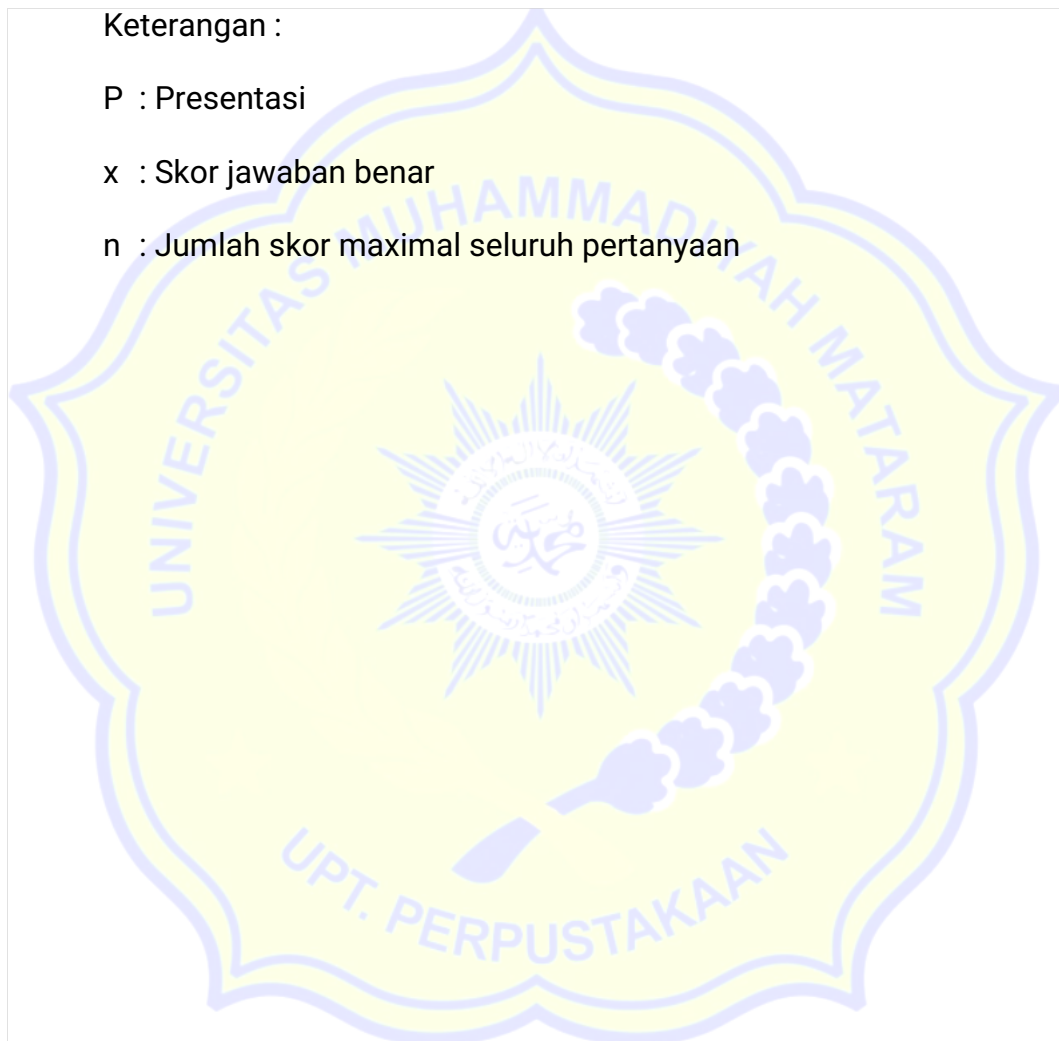 Keterangan :
P : Presentasi
x : Skor jawaban benar
n : Jumlah skor maximal seluruh pertanyaan
UNIVERSITAS MUHAMMADIYAH MATARAM
UPT. PERPUSTAKAAN